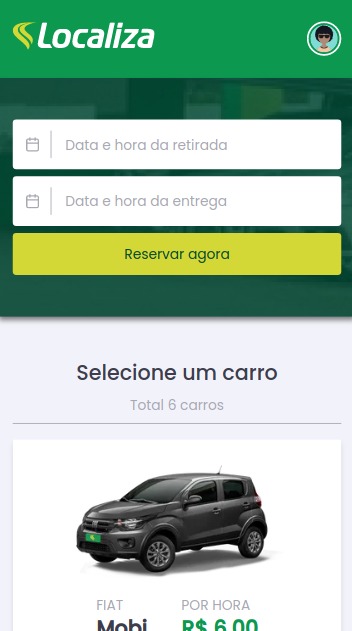 Localiza
Data e hora da retirada
Data e hora da entrega
Reservar agora
Selecione um carro
Total 6 carros
FIAT
POR HORA
Mobi
R$ 6,00